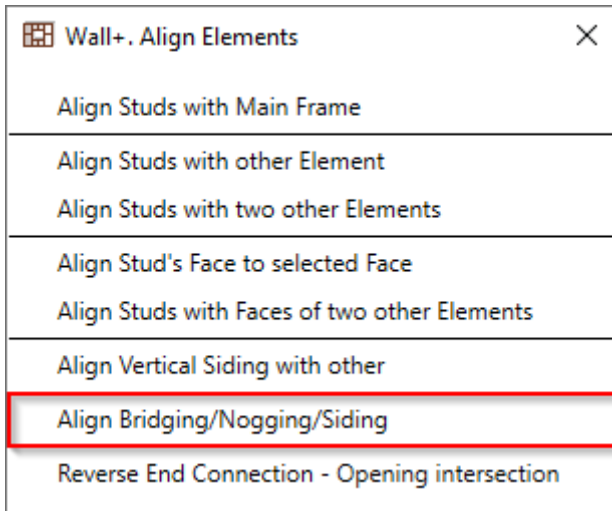 Wall+. Align Elements
Align Studs with Main Frame
Align Studs with other Element
Align Studs with two other Elements
Align Stud's Face to selected Face
Align Studs with Faces of two other Elements
Align Vertical Siding with other
Align Bridging/Nogging/Siding
Reverse End Connection - Opening intersection